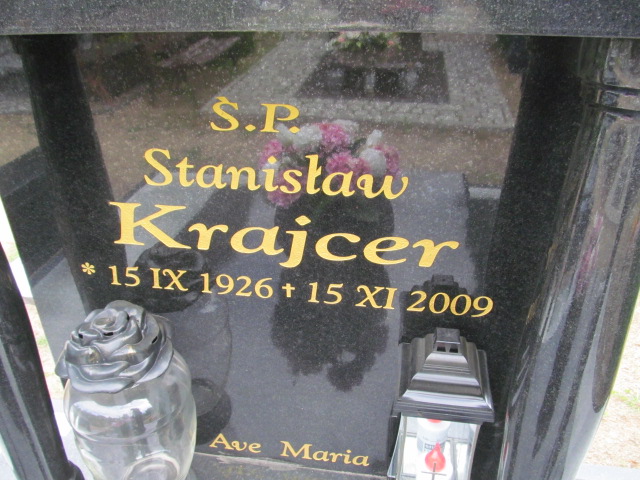 Ś.P.
Stanisław
Krajcer
* 15 IX 1926 ✝ 15 XI 2009
Ave Maria